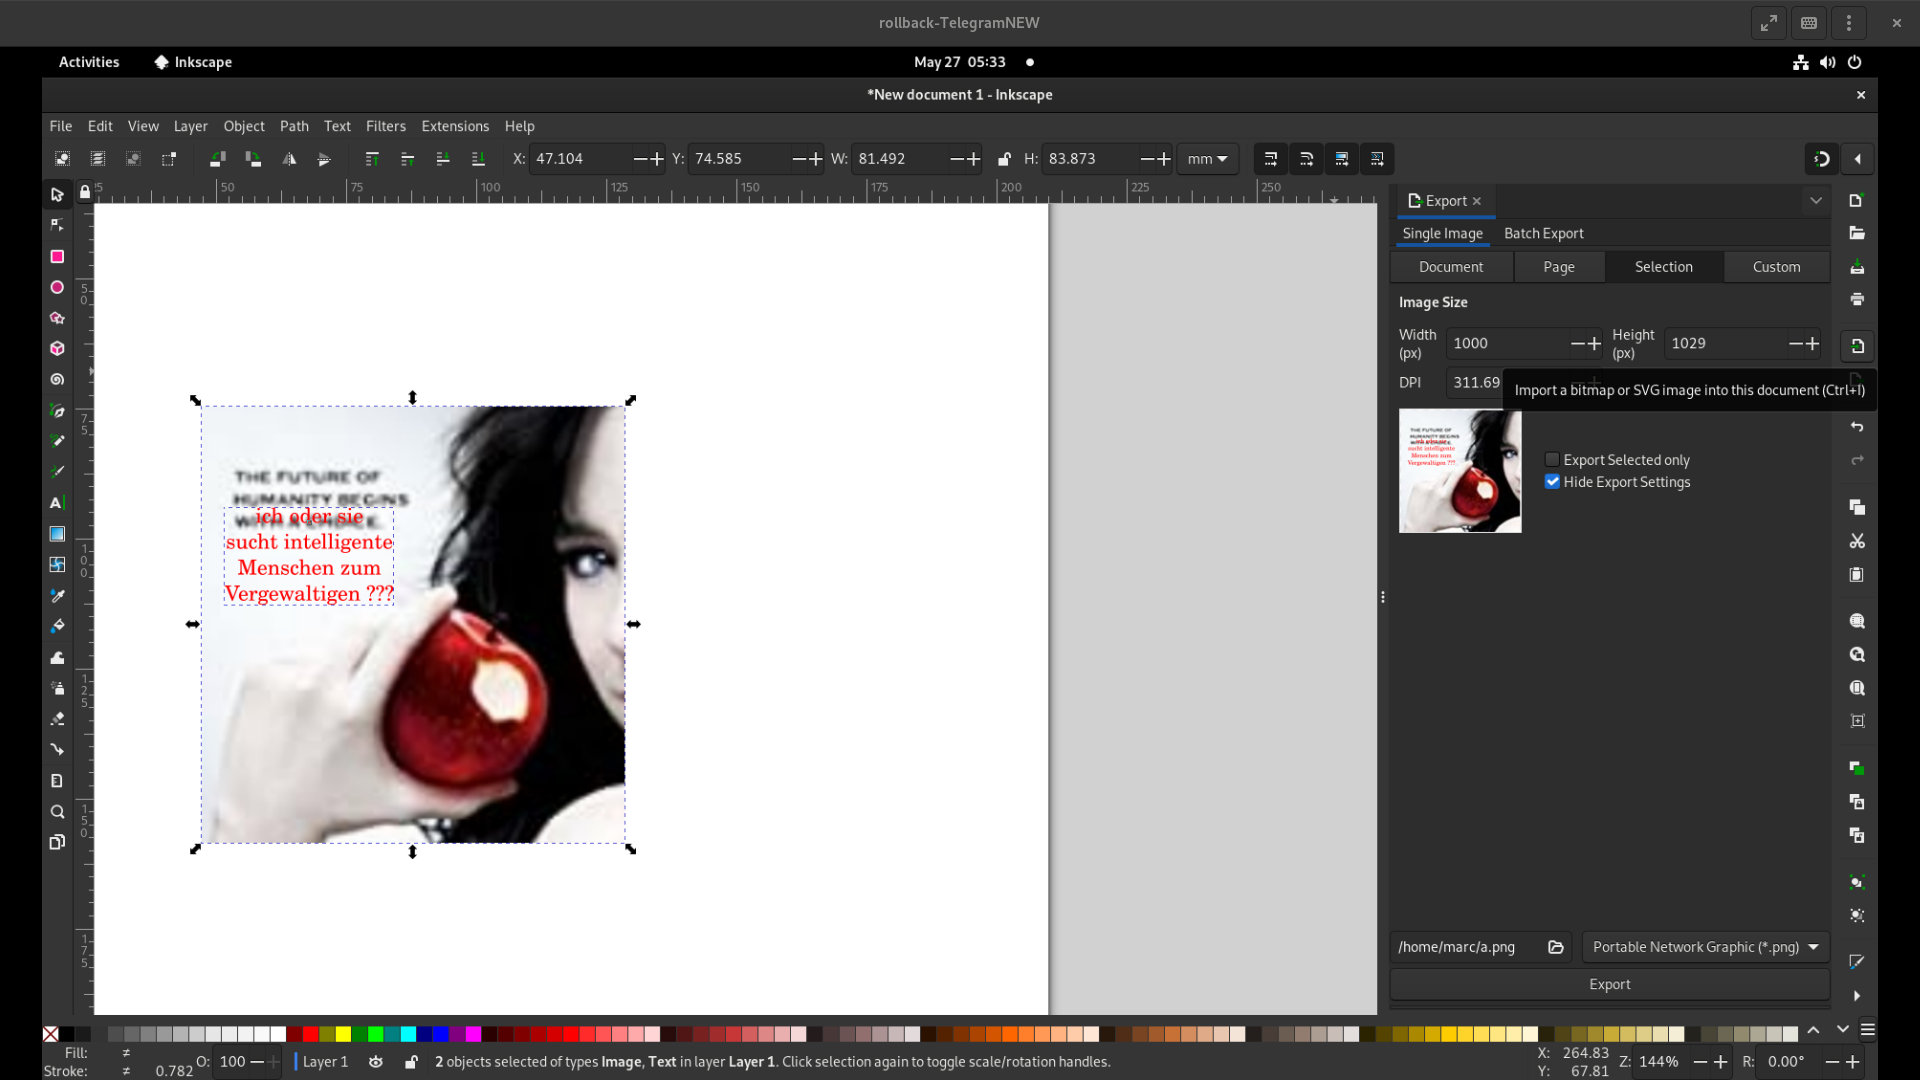 rollback-TelegramNEW
Activities Inkscape May 27 05:33
*New document 1 - Inkscape
File Edit View Layer Object Path Text Filters Extensions Help
X: 47.104 Y: 74.585 W: 81.492 H: 83.873 mm
50 75 100 125 150 175 200 225 250
Export
Single Image Batch Export
Document Page Selection Custom
Image Size
Width (px) 1000 Height (px) 1029
DPI 311.69
Import a bitmap or SVG image into this document (Ctrl+I)
Export Selected only
Hide Export Settings
THE FUTURE OF
HUMANITY BEGINS
WITH A CHOICE.
ich oder sie
sucht intelligente
Menschen zum
Vergewaltigen ???
/home/marc/a.png Portable Network Graphic (*.png)
Export
Fill: Stroke: 0.782 O: 100 Layer 1 2 objects selected of types Image, Text in layer Layer 1. Click selection again to toggle scale/rotation handles. X: 264.83 Y: 67.81 Z: 144% R: 0.00°